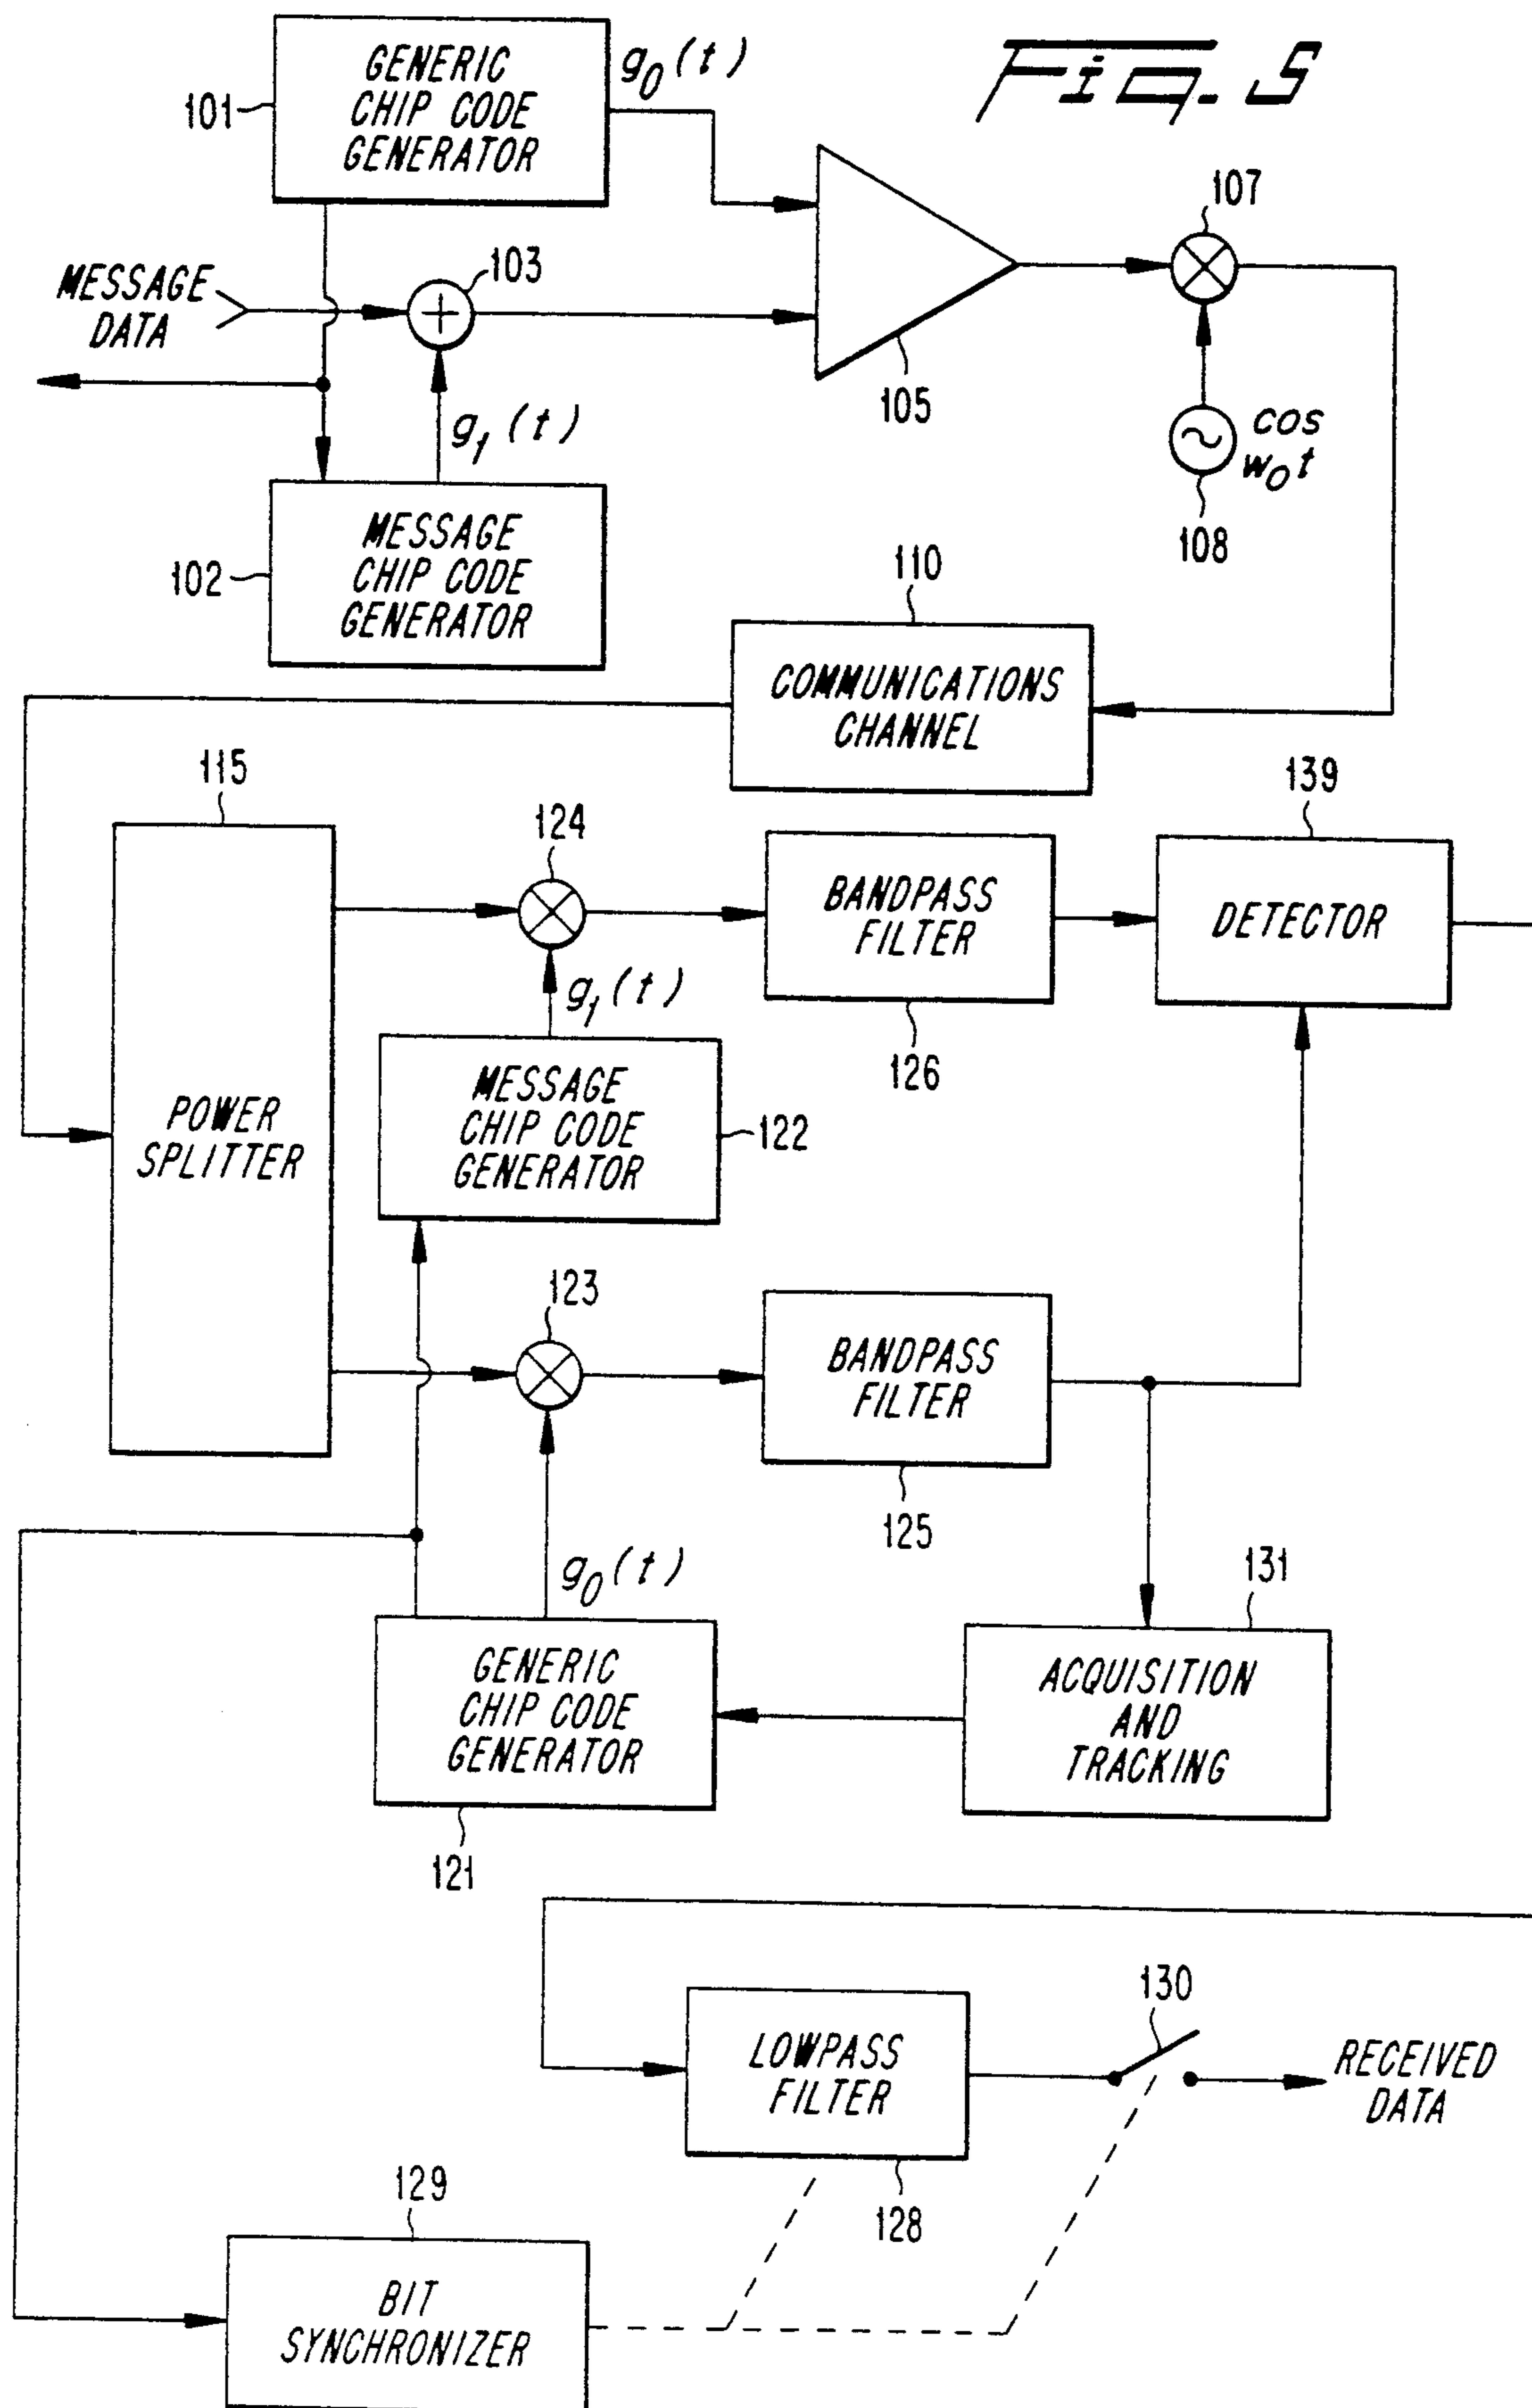 Fig. 5
GENERIC
CHIP CODE
GENERATOR
101
g0(t)
107
MESSAGE
DATA
103
105
g1(t)
cos
w0t
108
MESSAGE
CHIP CODE
GENERATOR
102
110
COMMUNICATIONS
CHANNEL
115
124
139
BANDPASS
FILTER
DETECTOR
g1(t)
126
POWER
SPLITTER
MESSAGE
CHIP CODE
GENERATOR
122
123
BANDPASS
FILTER
125
g0(t)
131
GENERIC
CHIP CODE
GENERATOR
ACQUISITION
AND
TRACKING
121
130
LOWPASS
FILTER
RECEIVED
DATA
128
129
BIT
SYNCHRONIZER